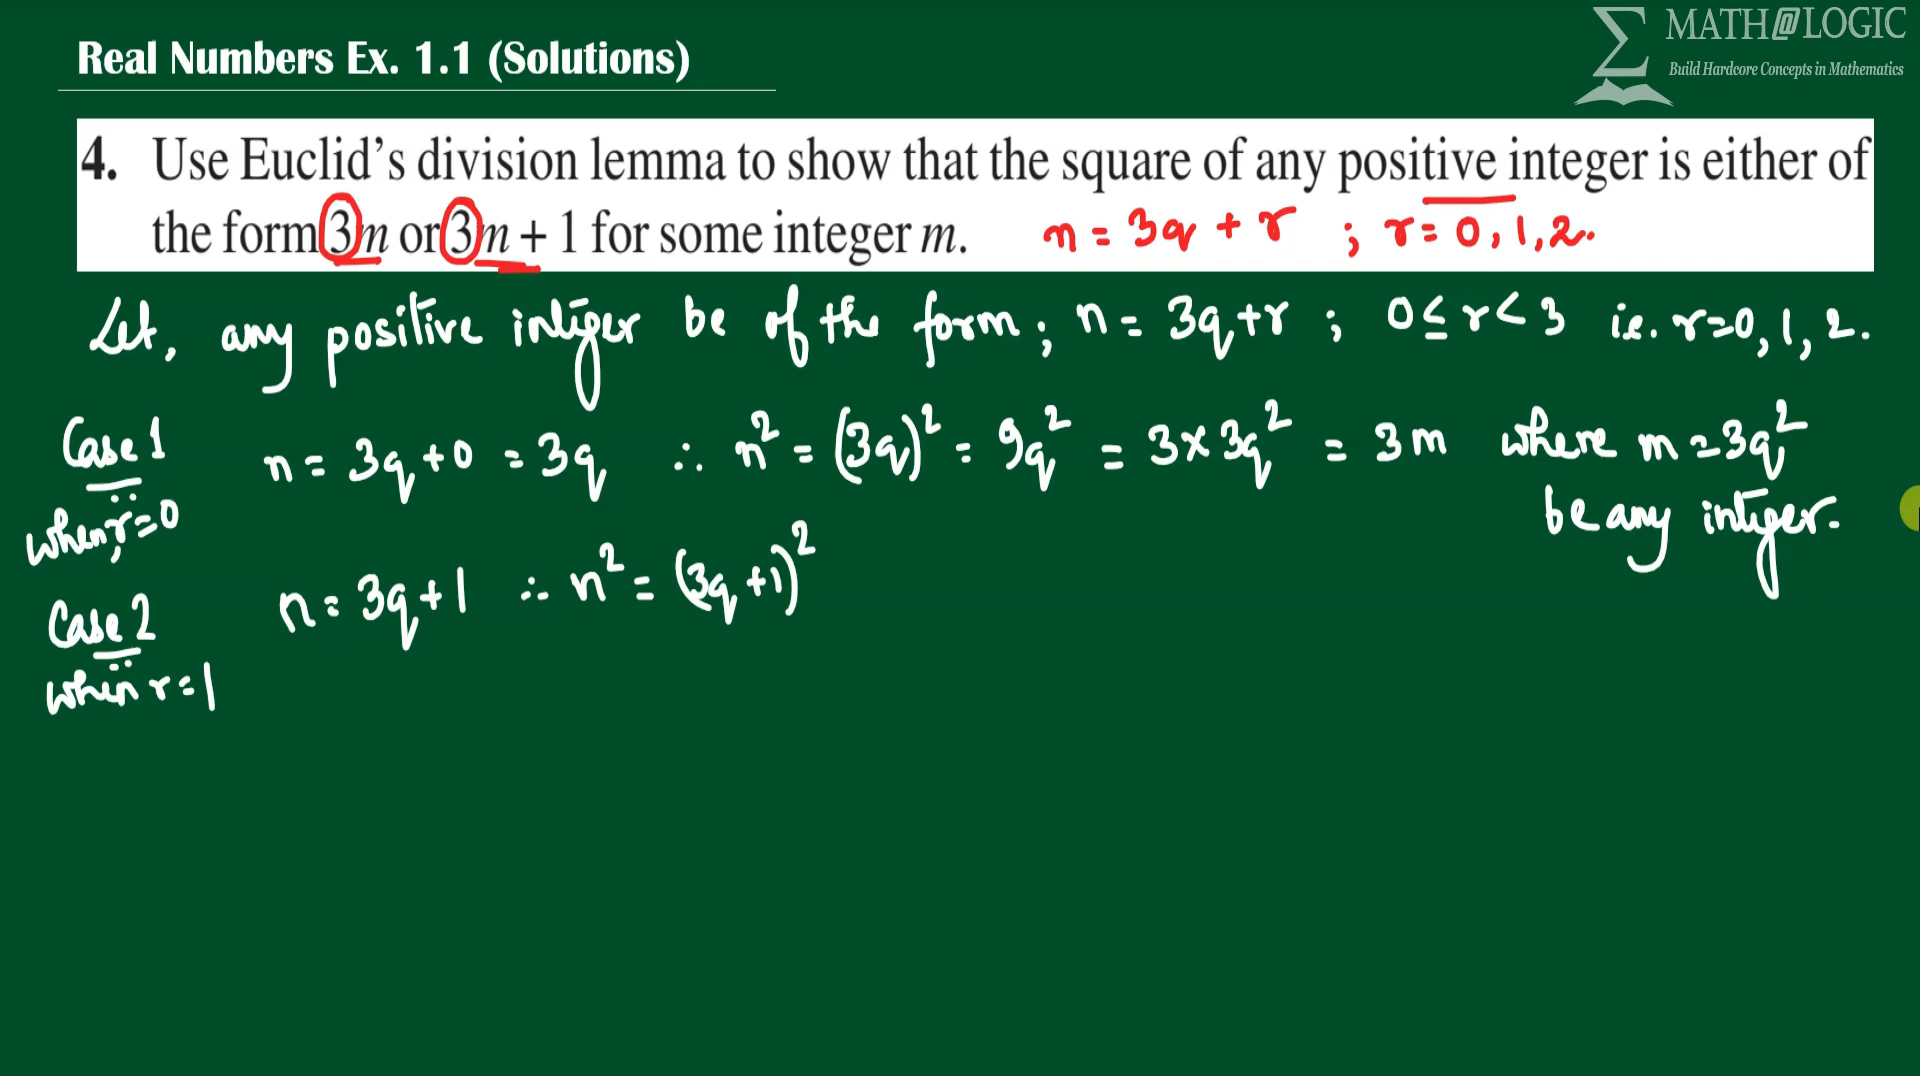 Real Numbers Ex. 1.1 (Solutions)
MATH@LOGIC
Build Hardcore Concepts in Mathematics
4. Use Euclid's division lemma to show that the square of any positive integer is either of
the form 3m or 3m + 1 for some integer m. n = 3q + r ; r = 0, 1, 2.
Let, any positive integer be of the form; n = 3q+r ; 0 ≤ r < 3 i.e. r=0, 1, 2.
Case 1 n = 3q+0 = 3q ∴ n² = (3q)² = 9q² = 3×3q² = 3m where m=3q²
when, r=0 be any integer.
Case 2 n = 3q+1 ∴ n² = (3q+1)²
when r=1